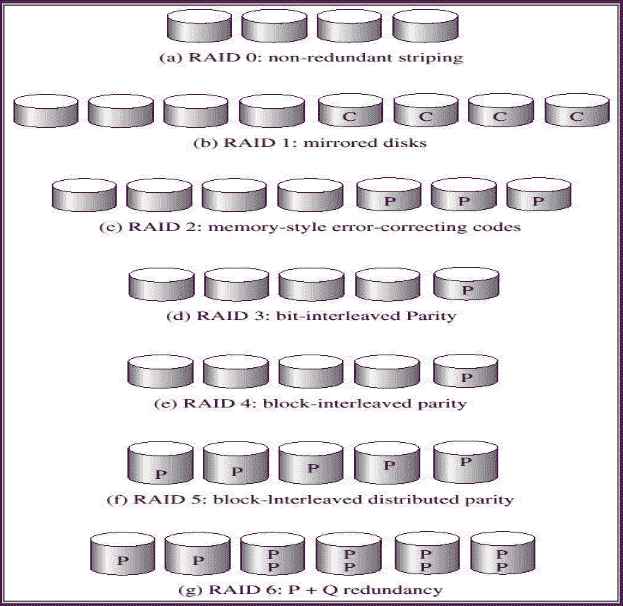 (a) RAID 0: non-redundant striping
C C C C
(b) RAID 1: mirrored disks
P P P
(c) RAID 2: memory-style error-correcting codes
P
(d) RAID 3: bit-interleaved Parity
P
(e) RAID 4: block-interleaved parity
P P P P P
(f) RAID 5: block-Interleaved distributed parity
P P P P P P
P P P P
(g) RAID 6: P + Q redundancy